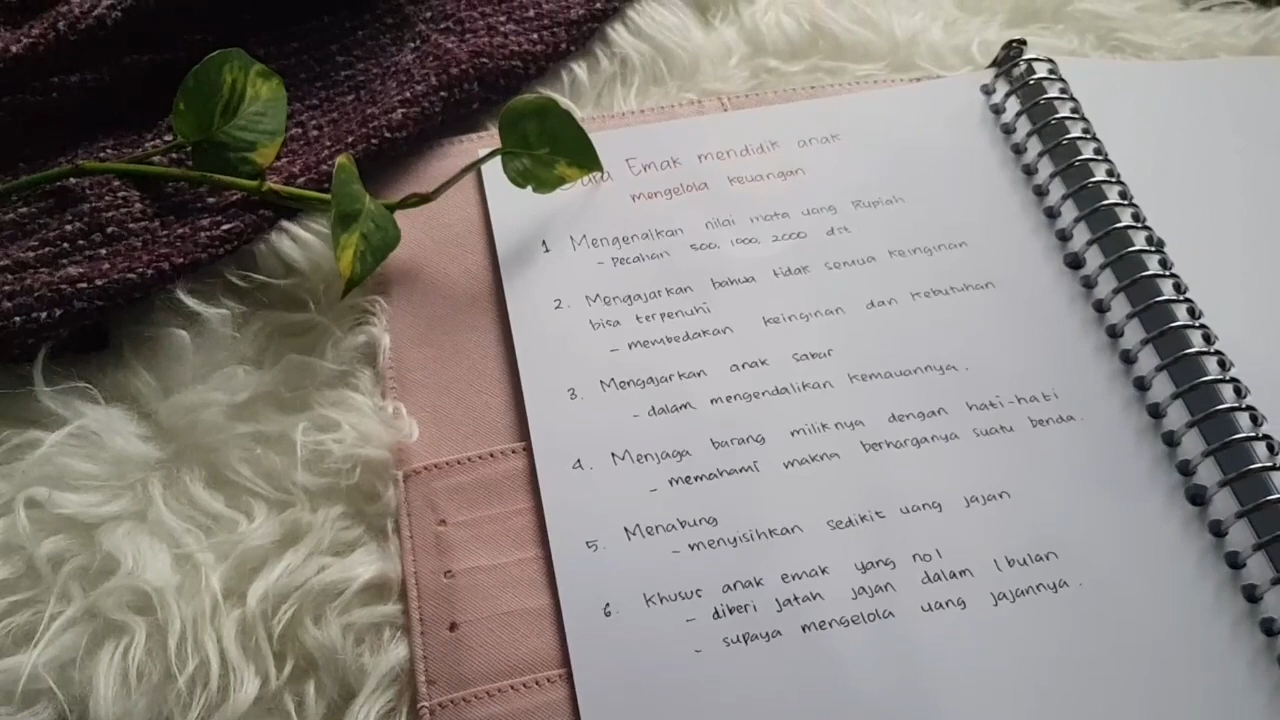 Cara Emak mendidik anak
mengelola keuangan
1 Mengenalkan nilai mata uang Rupiah
- pecahan 500, 1000, 2000 dst
2. Mengajarkan bahwa tidak semua keinginan
bisa terpenuhi
- membedakan keinginan dan kebutuhan
3. Mengajarkan anak sabar
- dalam mengendalikan kemauannya.
4. Menjaga barang miliknya dengan hati-hati
- memahami makna berharganya suatu benda.
5. Menabung
- menyisihkan sedikit uang jajan
6. Khusus anak emak yang no 1
- diberi jatah jajan dalam 1 bulan
- supaya mengelola uang jajannya.